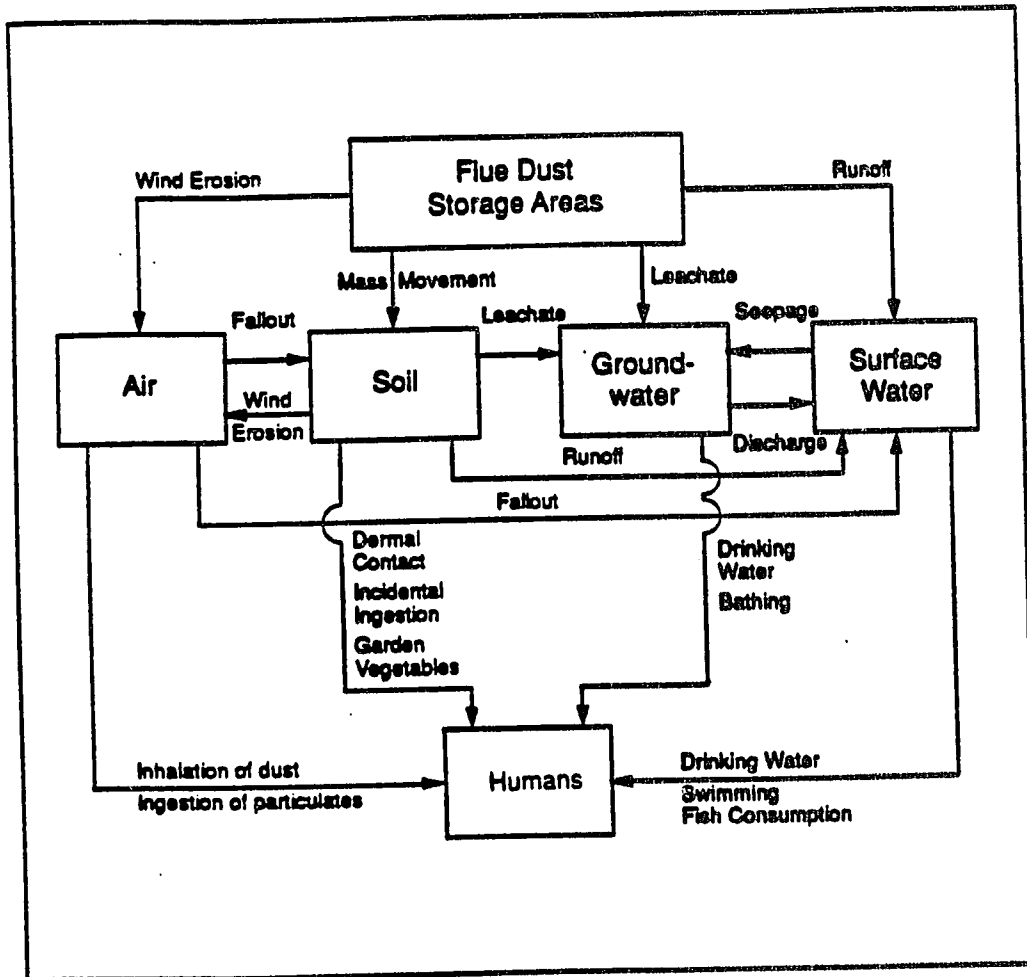 Flue Dust
Storage Areas
Wind Erosion
Runoff
Mass Movement
Leachate
Fallout
Leachate
Seepage
Air
Soil
Ground-
water
Surface
Water
Wind
Erosion
Discharge
Runoff
Fallout
Dermal
Contact
Incidental
Ingestion
Garden
Vegetables
Drinking
Water
Bathing
Humans
Inhalation of dust
Ingestion of particulates
Drinking Water
Swimming
Fish Consumption